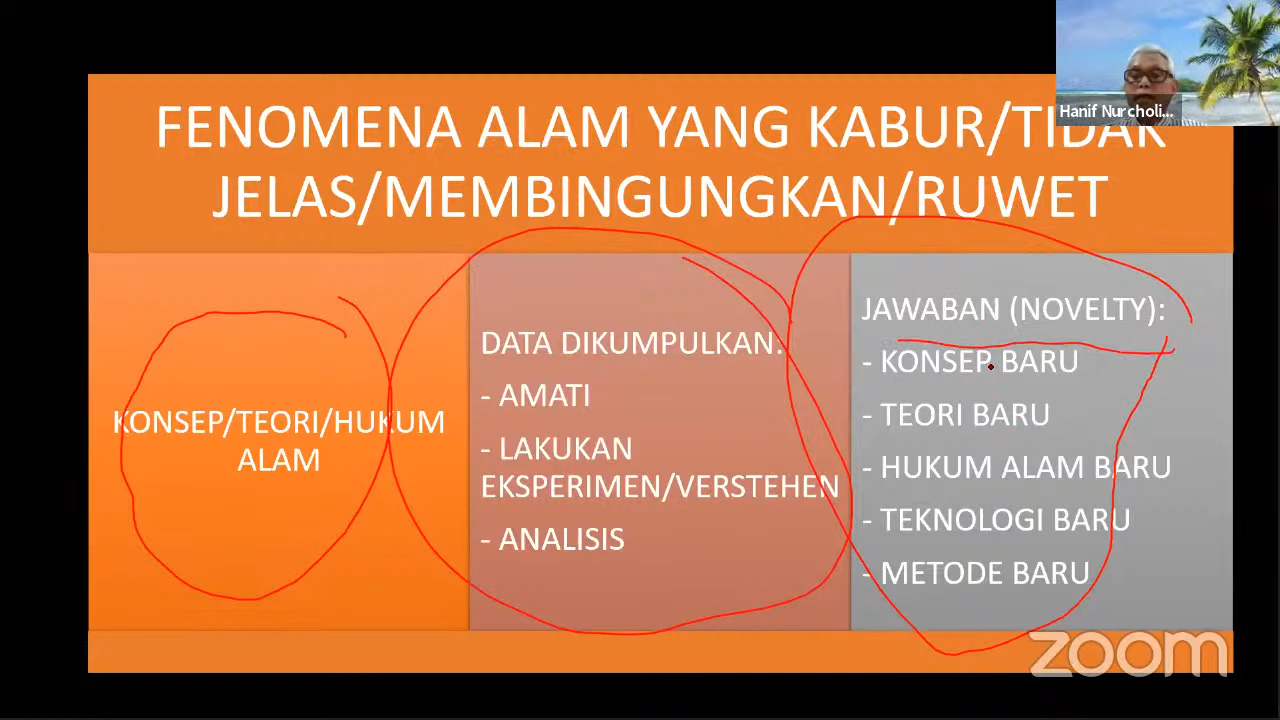 FENOMENA ALAM YANG KABUR/TIDAK
JELAS/MEMBINGUNGKAN/RUWET
Hanif Nurcholi...
KONSEP/TEORI/HUKUM
ALAM
DATA DIKUMPULKAN:
- AMATI
- LAKUKAN
EKSPERIMEN/VERSTEHEN
- ANALISIS
JAWABAN (NOVELTY):
- KONSEP BARU
- TEORI BARU
- HUKUM ALAM BARU
- TEKNOLOGI BARU
- METODE BARU
zoom